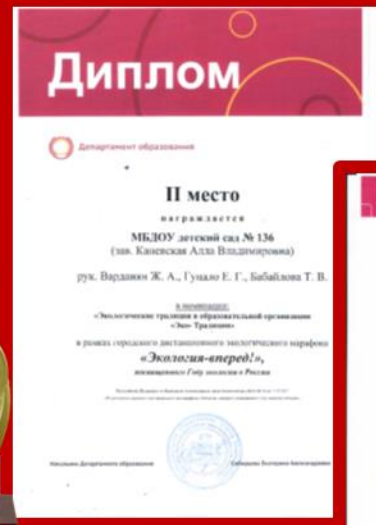 Диплом
Департамент образования
II место
награждается
МБДОУ детский сад № 136
(зав. Каневская Алла Владимировна)
рук. Варданян Ж. А., Гупало Е. Г., Бабайлова Т. В.
в номинации:
«Экологические традиции в образовательной организации
«Эко- Традиции»
в рамках городского дистанционного экологического марафона
«Экология-вперед!»,
посвященного Году экологии в России
Начальник Департамента образования